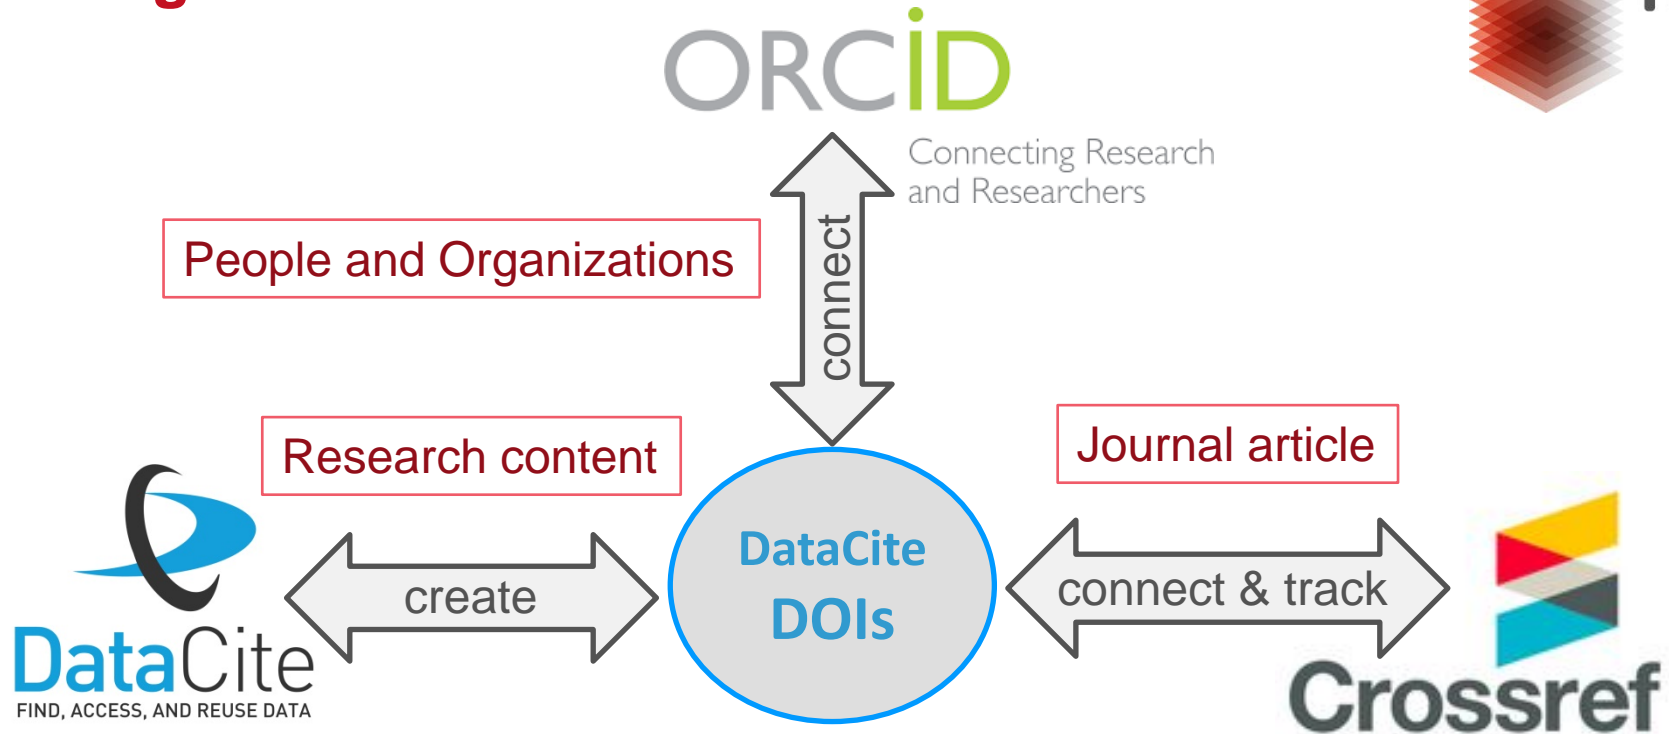 ORCID
Connecting Research
and Researchers
People and Organizations
connect
Research content
Journal article
DataCite
DOIs
create
connect & track
DataCite
FIND, ACCESS, AND REUSE DATA
Crossref